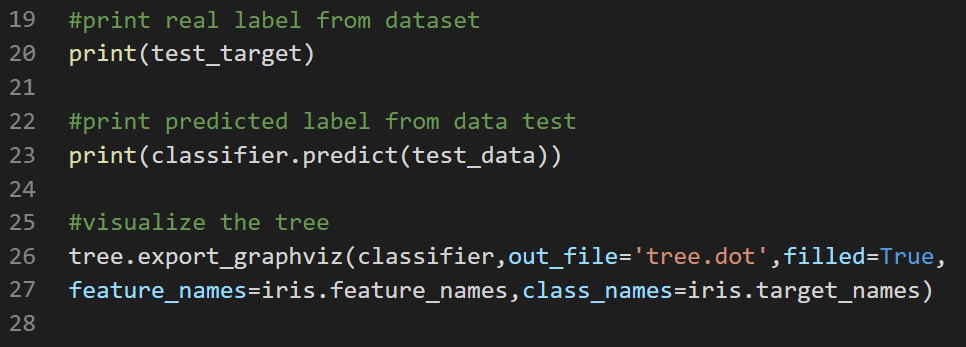 19 #print real label from dataset
20 print(test_target)
21
22 #print predicted label from data test
23 print(classifier.predict(test_data))
24
25 #visualize the tree
26 tree.export_graphviz(classifier,out_file='tree.dot',filled=True,
27 feature_names=iris.feature_names,class_names=iris.target_names)
28